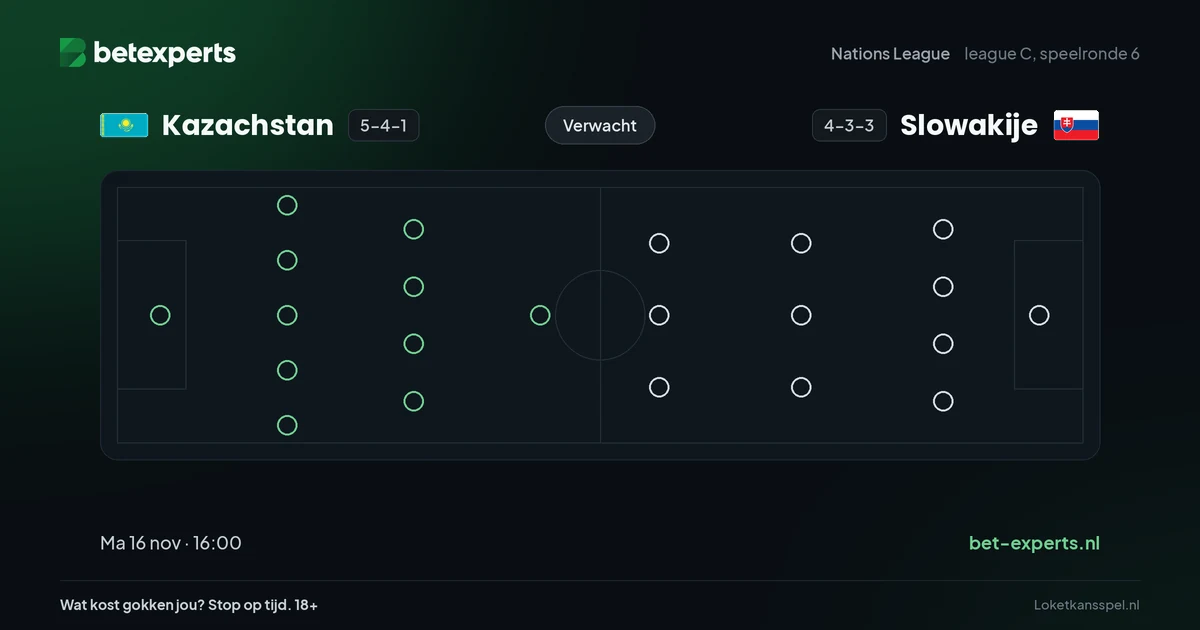 betexperts
Nations League league C, speelronde 6
Kazachstan 5-4-1 Verwacht 4-3-3 Slowakije
Ma 16 nov · 16:00
bet-experts.nl
Wat kost gokken jou? Stop op tijd. 18+
Loketkansspel.nl